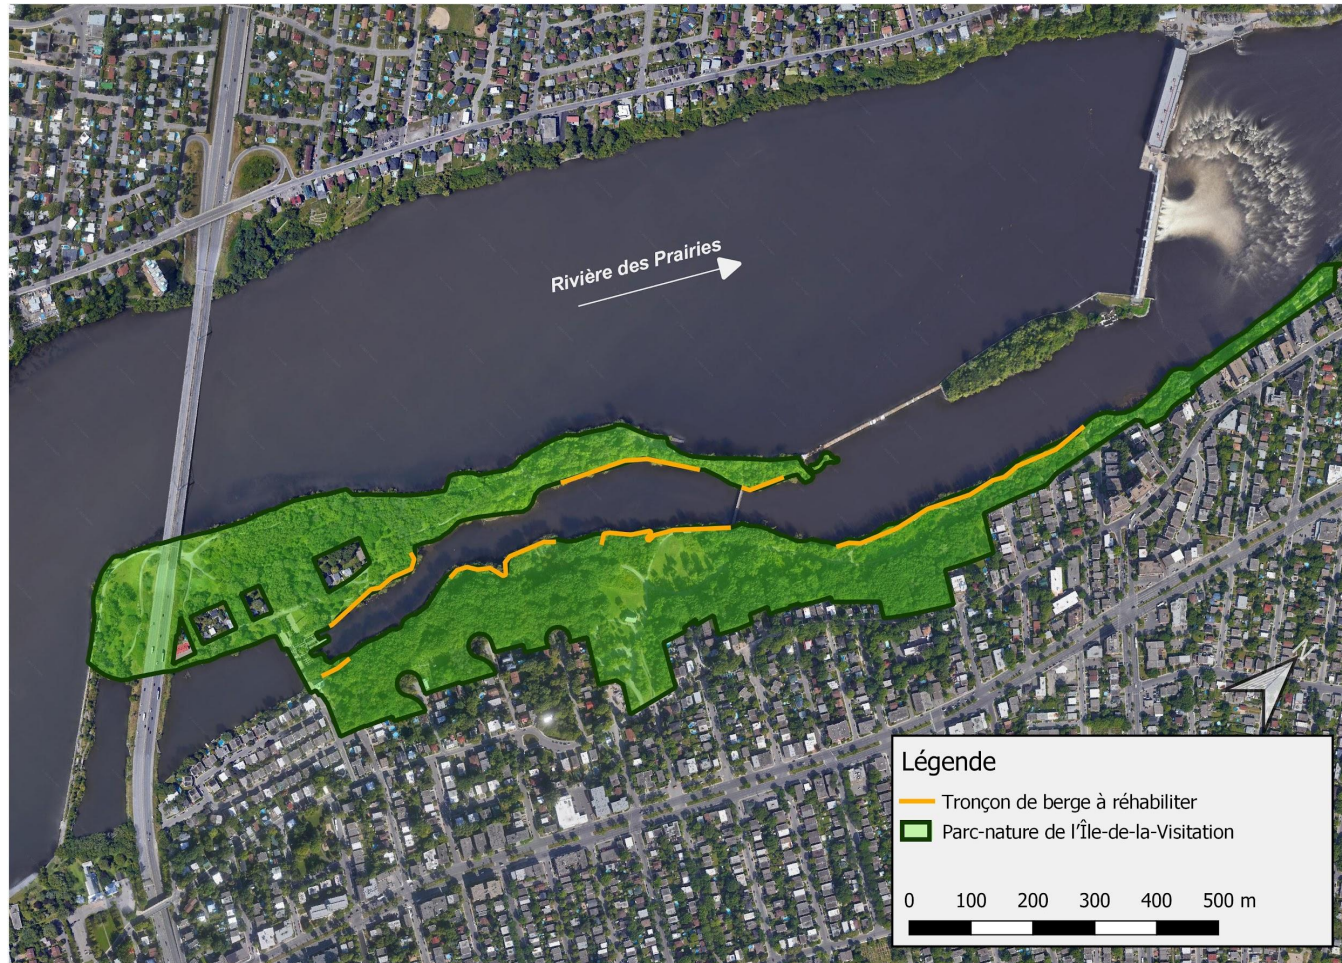 Rivière des Prairies
N
Légende
Tronçon de berge à réhabiliter
Parc-nature de l'Île-de-la-Visitation
0 100 200 300 400 500 m